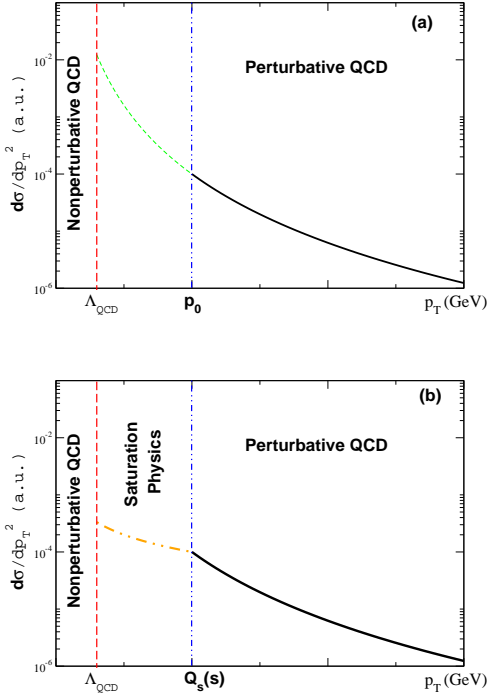 (a)
10^-2
10^-4
10^-6
dσ/dp_T^2 (a.u.)
Nonperturbative QCD
Perturbative QCD
Λ_QCD
p_0
p_T (GeV)
(b)
10^-2
10^-4
10^-6
dσ/dp_T^2 (a.u.)
Nonperturbative QCD
Saturation
Physics
Perturbative QCD
Λ_QCD
Q_s(s)
p_T (GeV)